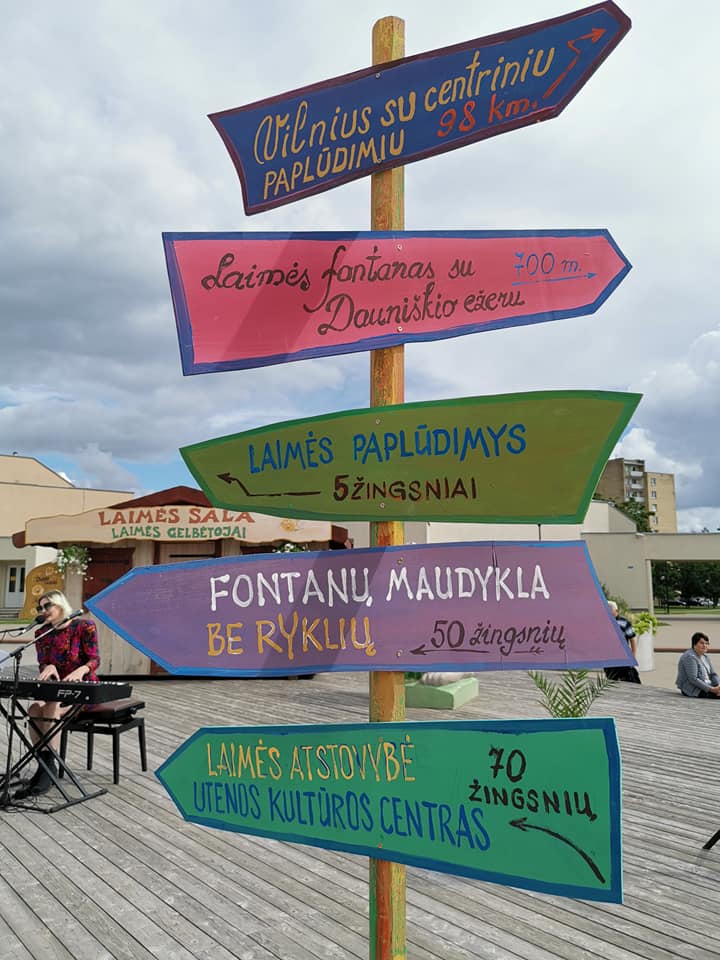 Vilnius su centriniu
PAPLŪDIMIU 98 km.
Laimės fontanas su 700 m.
Dauniškio ežeru
LAIMĖS PAPLŪDIMYS
5 ŽINGSNIAI
LAIMĖS SALA
LAIMĖS GELBĖTOJAI
FONTANŲ MAUDYKLA
BE RYKLIŲ 50 žingsnių
FP-7
LAIMĖS ATSTOVYBĖ 70
UTENOS KULTŪROS CENTRAS ŽINGSNIŲ